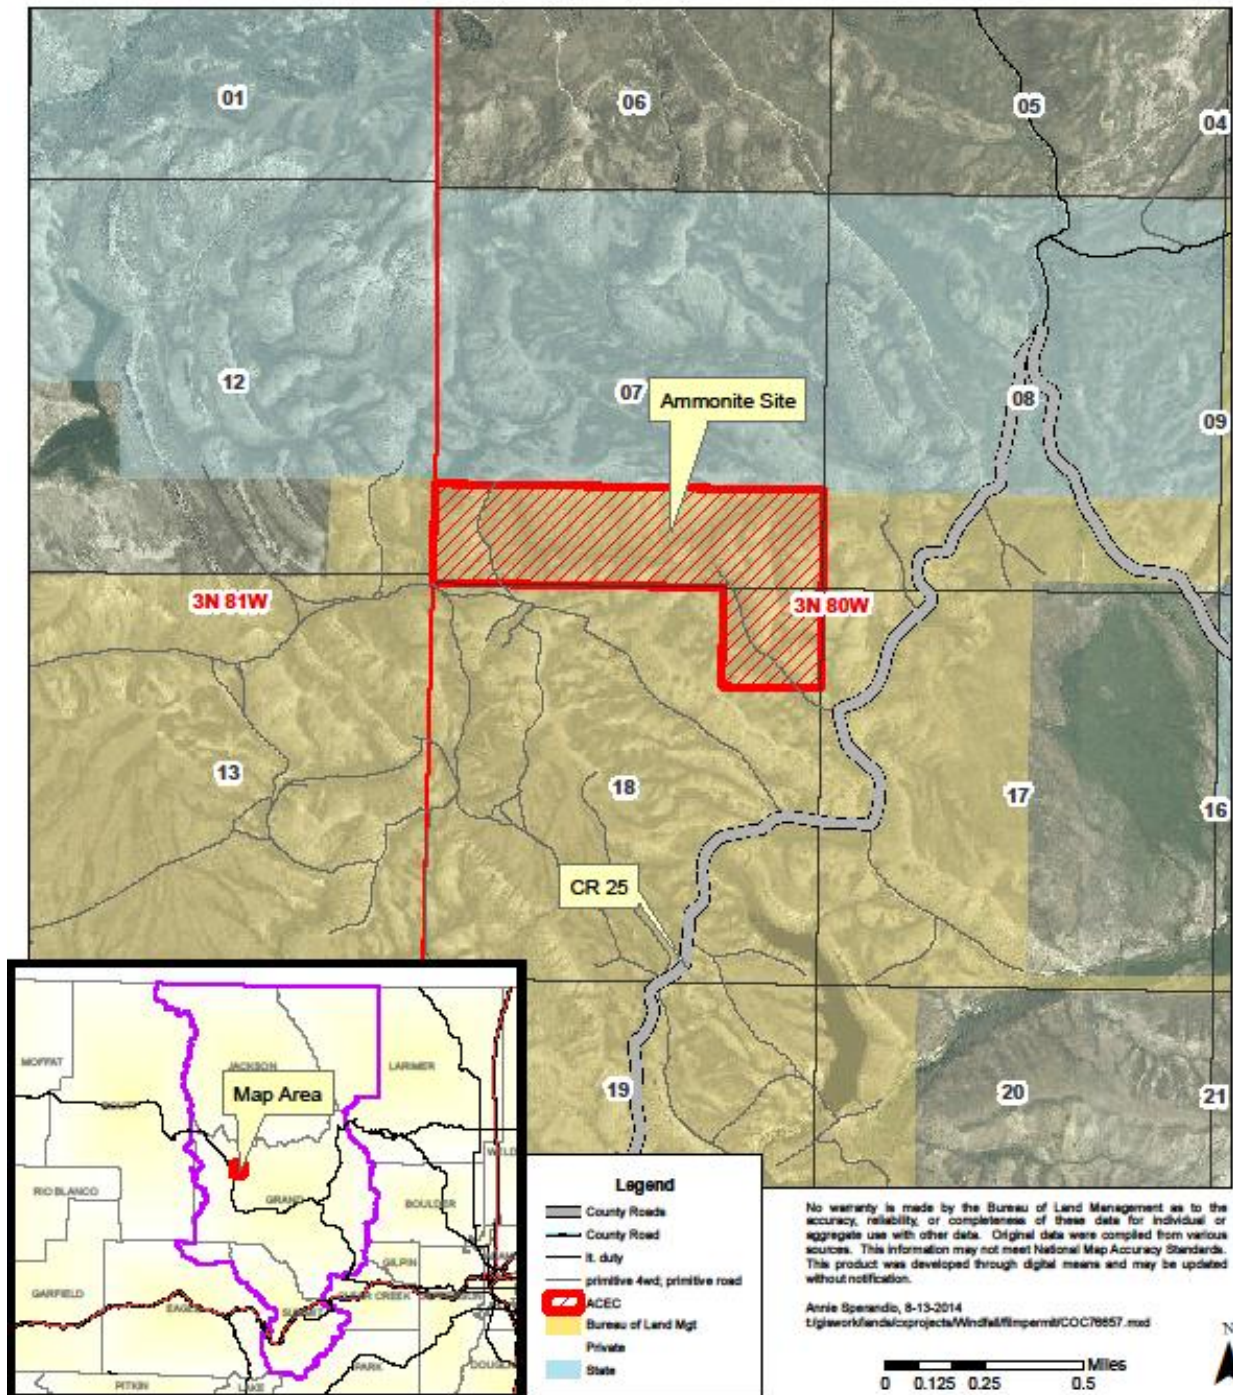 01
06
05
04
12
07
Ammonite Site
08
09
3N 81W
3N 80W
13
18
17
16
CR 25
19
20
21
MOFFAT
JACKSON
LARIMER
Map Area
RIO BLANCO
GRAND
BOULDER
GILPIN
GARFIELD
EAGLE
SUMMIT
CLEAR CREEK
PARK
PITKIN
LAKE
Legend
County Roads
County Road
lt. duty
primitive 4wd; primitive road
ACEC
Bureau of Land Mgt
Private
State
No warranty is made by the Bureau of Land Management as to the
accuracy, reliability, or completeness of these data for individual or
aggregate use with other data. Original data were compiled from various
sources. This information may not meet National Map Accuracy Standards.
This product was developed through digital means and may be updated
without notification.
Annie Sperandio, 8-13-2014
Miles
0 0.125 0.25 0.5
N